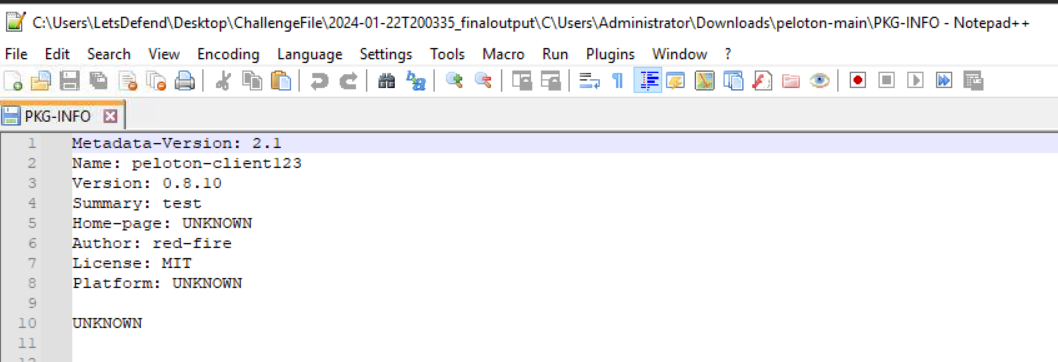 C:\Users\LetsDefend\Desktop\ChallengeFile\2024-01-22T200335_finaloutput\C\Users\Administrator\Downloads\peloton-main\PKG-INFO - Notepad++
File Edit Search View Encoding Language Settings Tools Macro Run Plugins Window ?
PKG-INFO
1 Metadata-Version: 2.1
2 Name: peloton-client123
3 Version: 0.8.10
4 Summary: test
5 Home-page: UNKNOWN
6 Author: red-fire
7 License: MIT
8 Platform: UNKNOWN
9
10 UNKNOWN
11
12